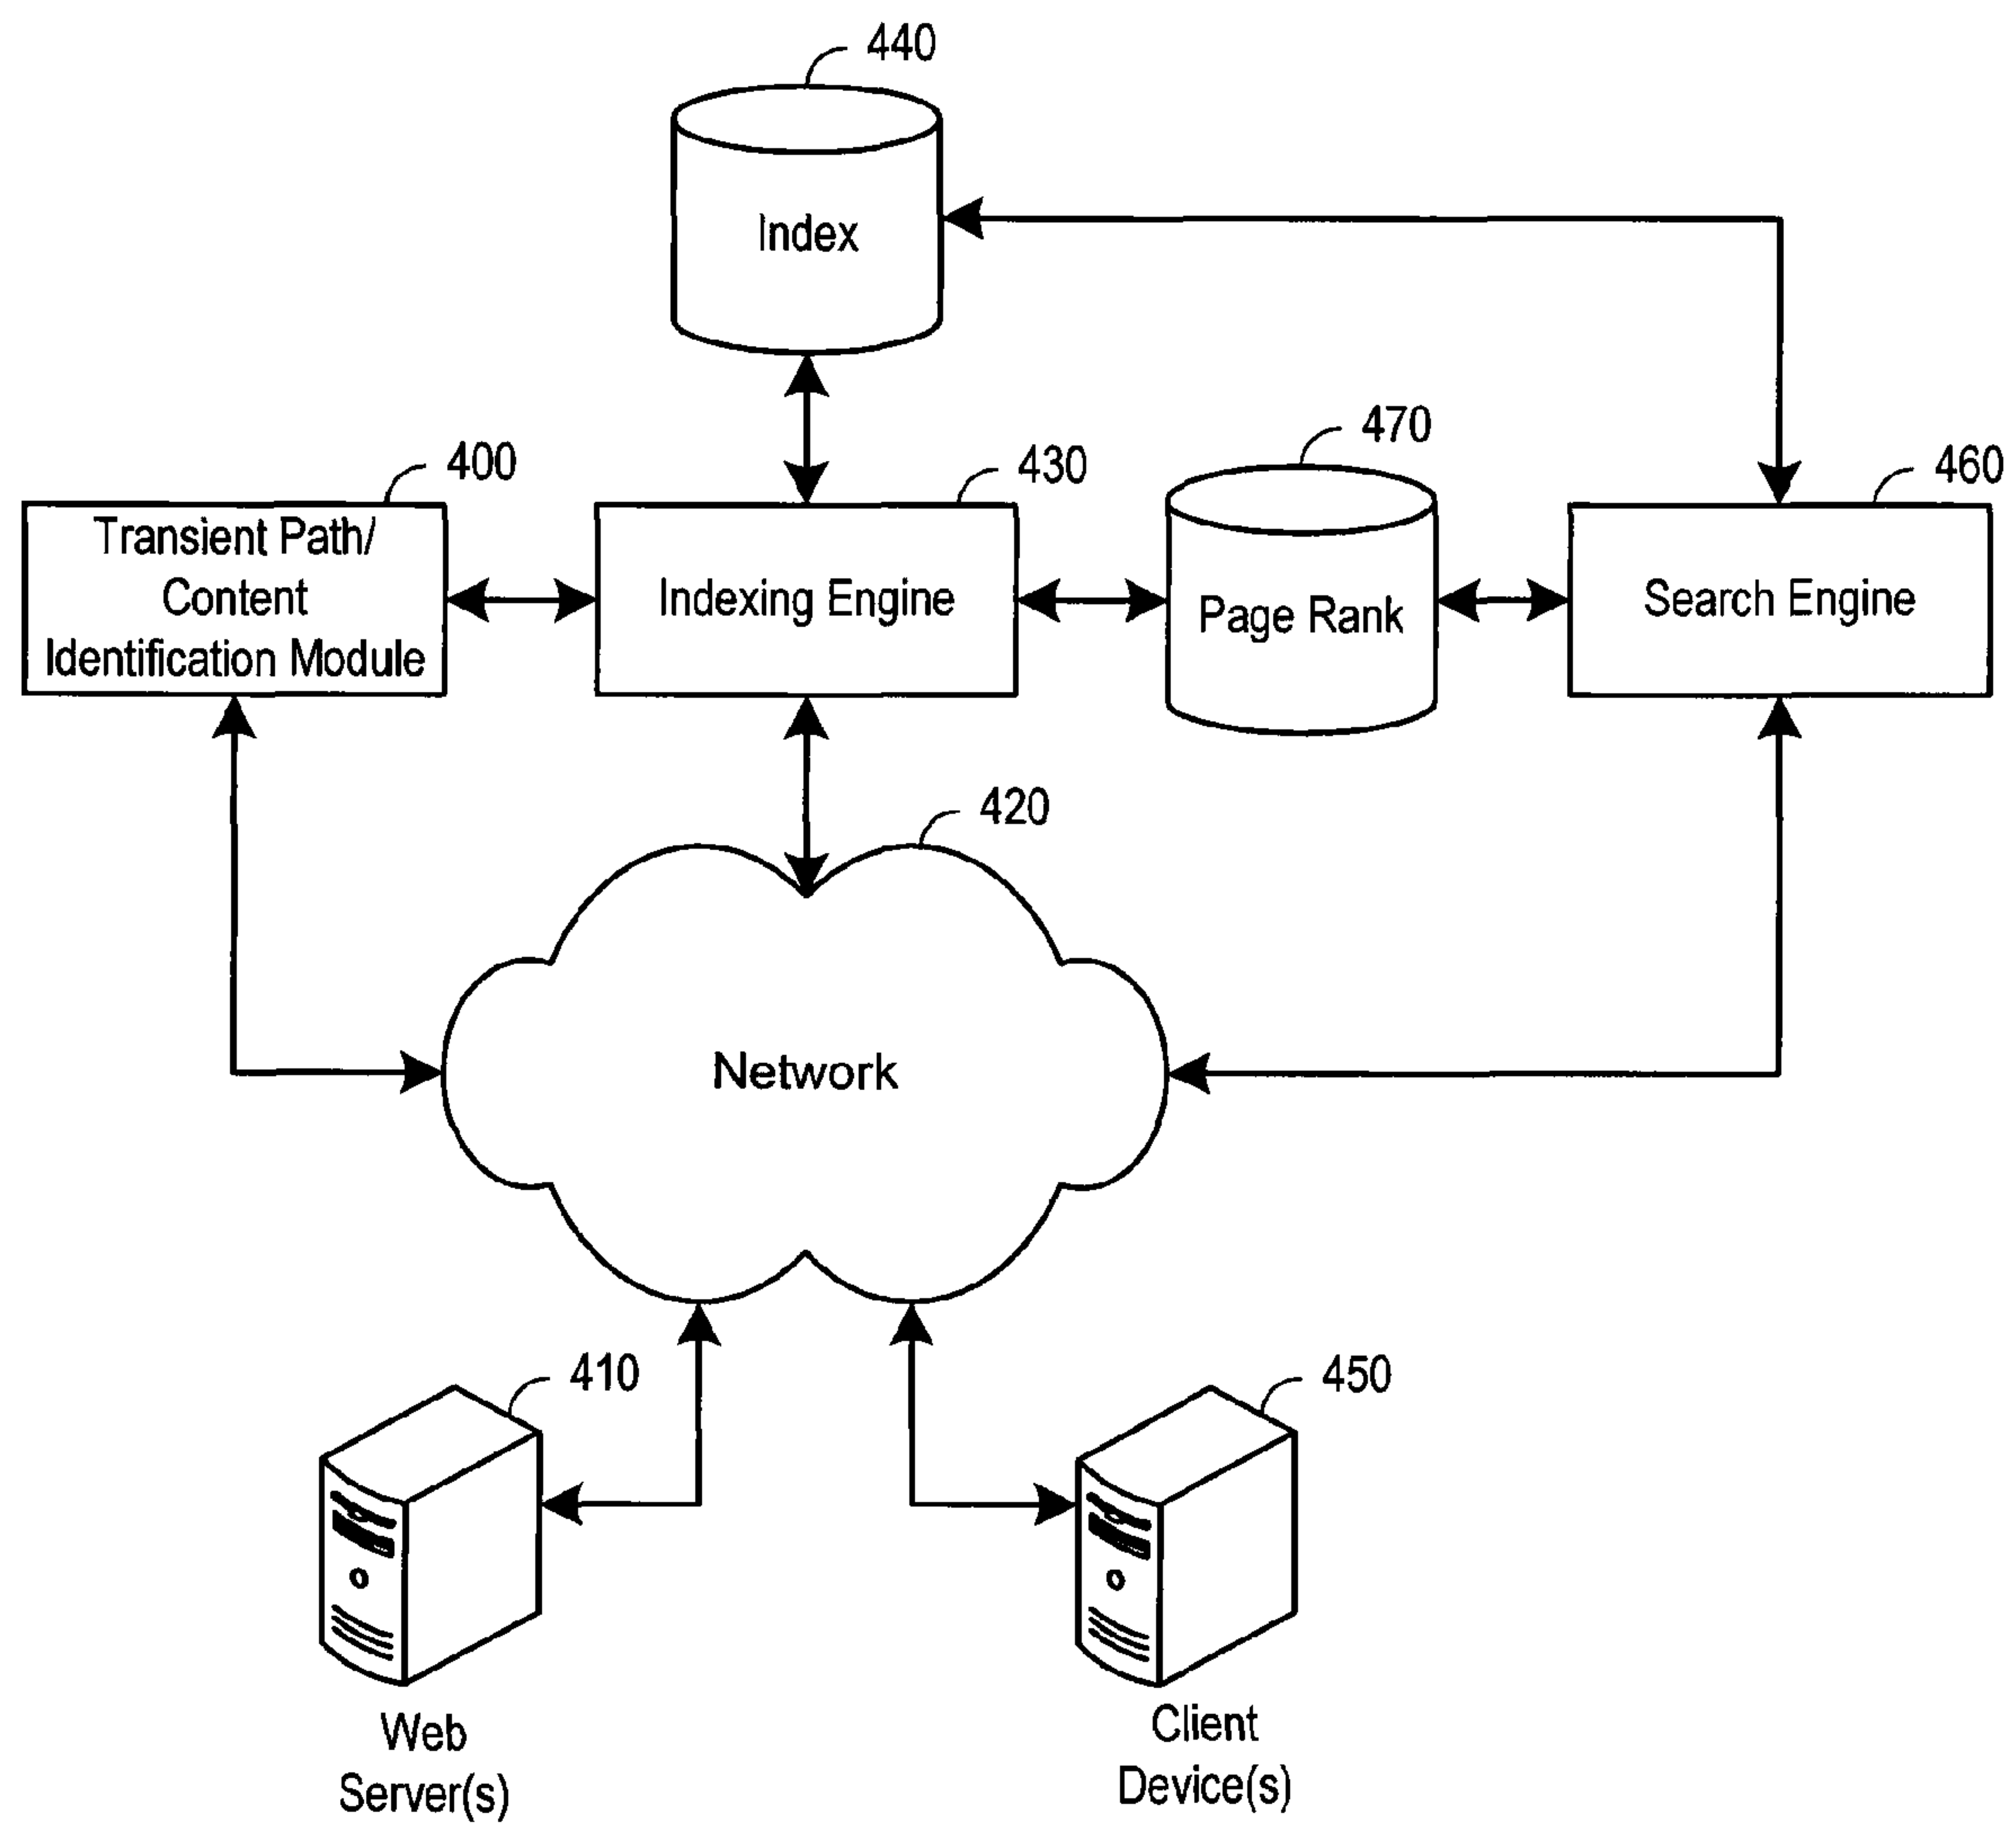 440
Index
470
400
430
460
Transient Path/
Content
Identification Module
Indexing Engine
Page Rank
Search Engine
420
Network
410
450
Web
Server(s)
Client
Device(s)